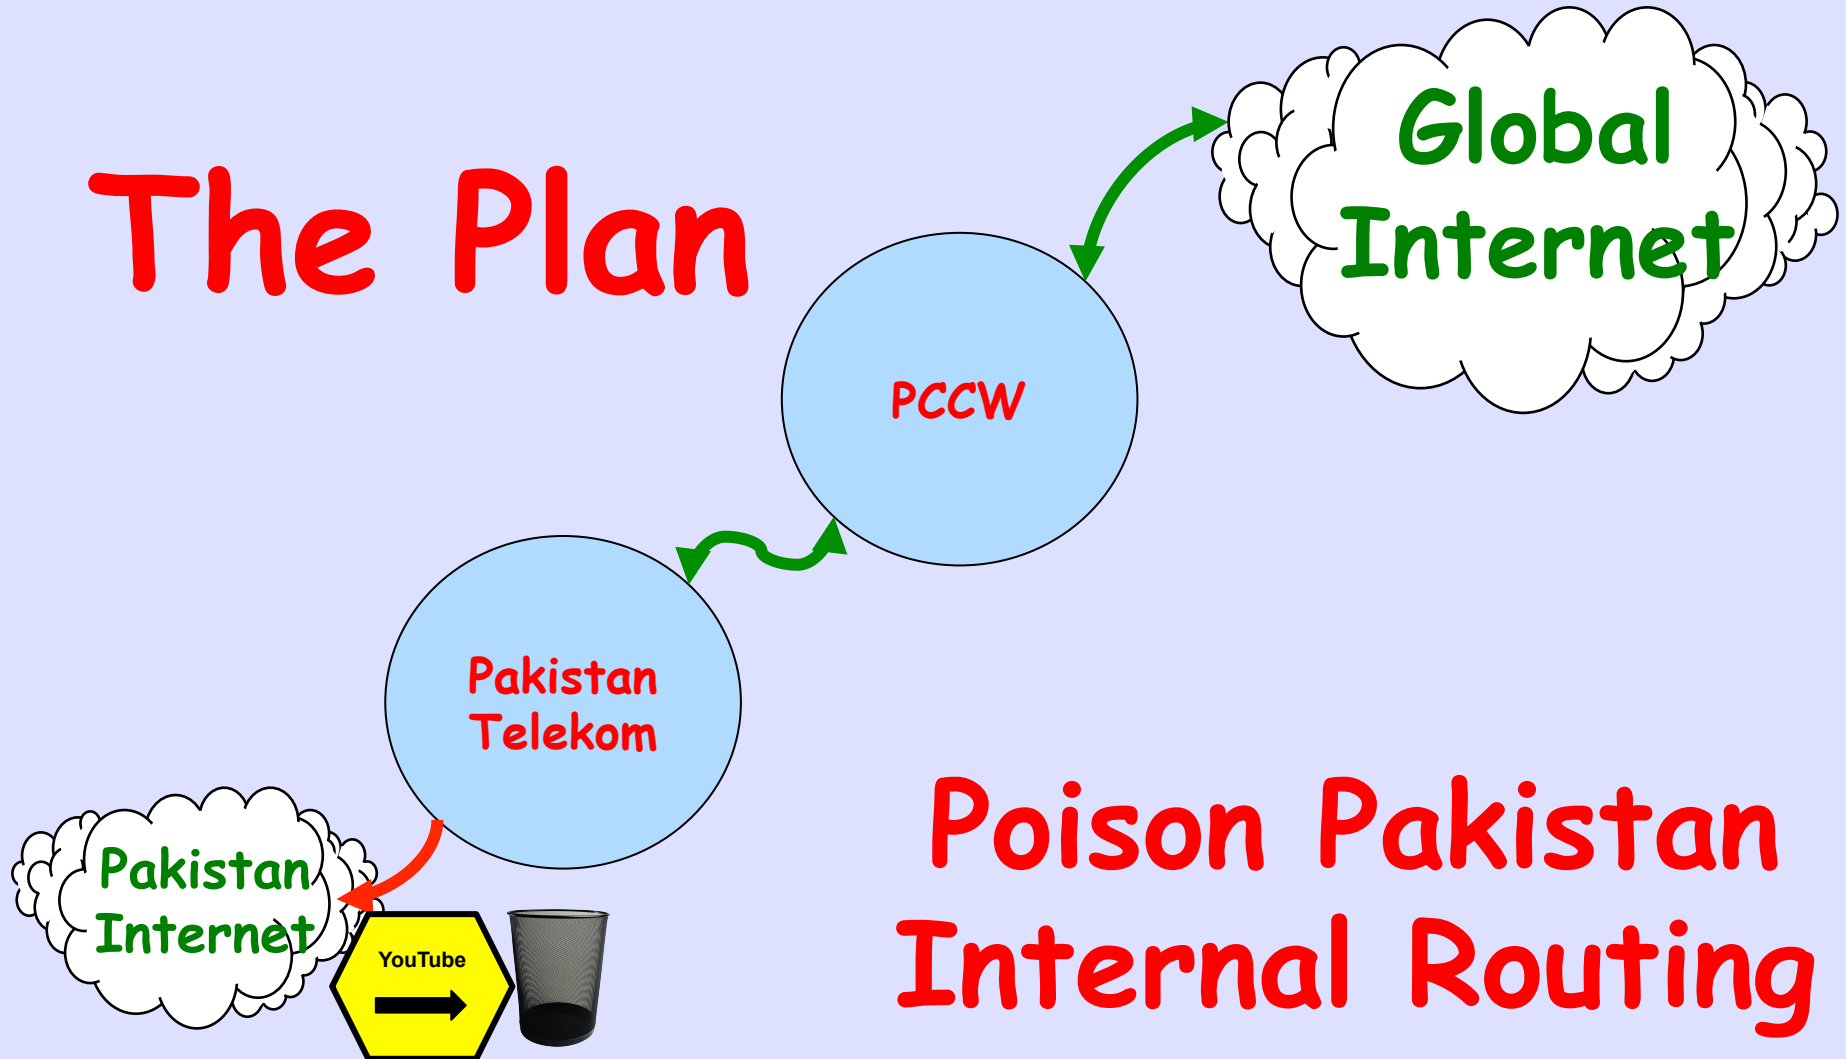 The Plan
Global
Internet
PCCW
Pakistan
Telekom
Pakistan
Internet
YouTube
Poison Pakistan
Internal Routing